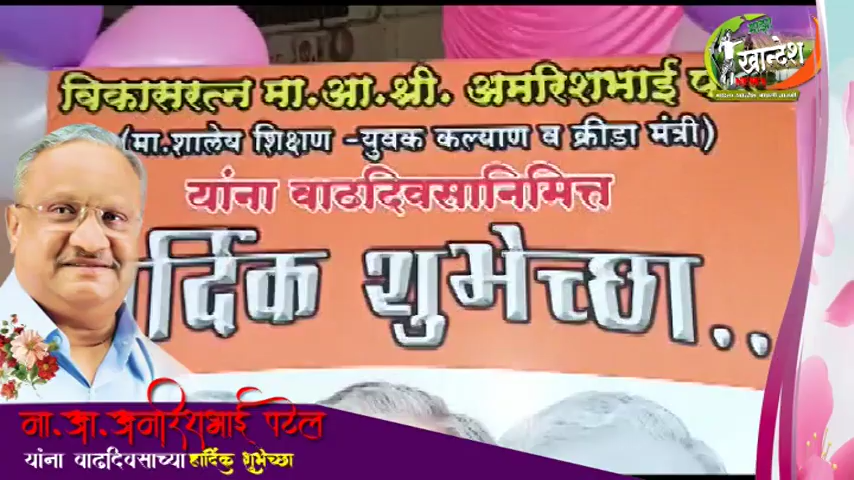 विकासरत्न मा.आ.श्री. अमरिशभाई
(मा.शालेय शिक्षण -युवक कल्याण व क्रीडा मंत्री)
यांना वाढदिवसानिमित्त
हार्दिक शुभेच्छा..
खान्देश
मा.आ.अमरिशभाई पटेल
यांना वाढदिवसाच्या हार्दिक शुभेच्छा